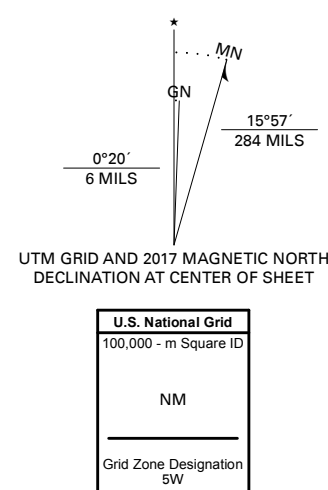 ★
MN
GN
15°57´
284 MILS
0°20´
6 MILS
UTM GRID AND 2017 MAGNETIC NORTH
DECLINATION AT CENTER OF SHEET
U.S. National Grid
100,000 - m Square ID
NM
Grid Zone Designation
5W